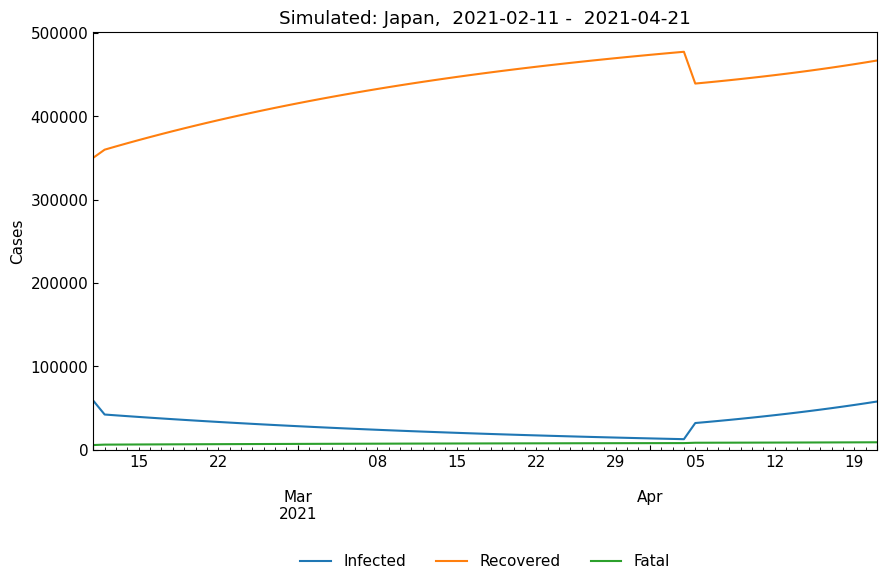 Simulated: Japan,  2021-02-11 -  2021-04-21
Cases
500000
400000
300000
200000
100000
0
15 22 08 15 22 29 05 12 19
Mar Apr
2021
Infected Recovered Fatal